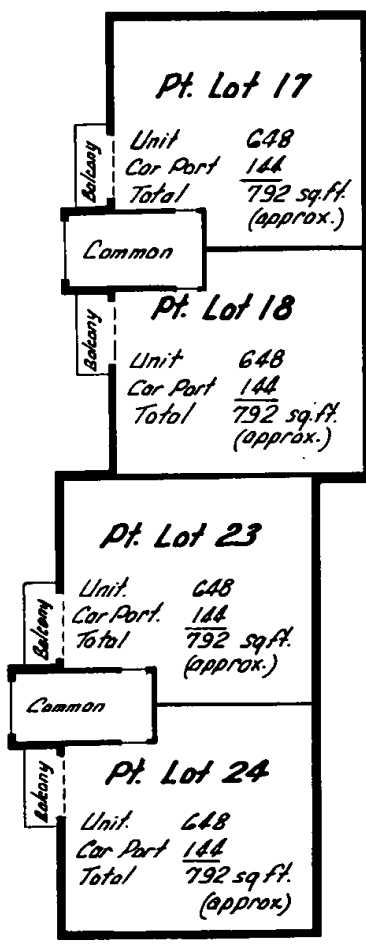 Pt. Lot 17
Balcony
Unit 648
Car Port 144
Total 792 sq.ft.
(approx.)
Common
Pt. Lot 18
Balcony
Unit 648
Car Port 144
Total 792 sq.ft.
(approx.)
Pt. Lot 23
Balcony
Unit. 648
Car Port. 144
Total 792 sq.ft.
(approx.)
Common
Pt. Lot 24
Balcony
Unit. 648
Car Port 144
Total 792 sq ft.
(approx)